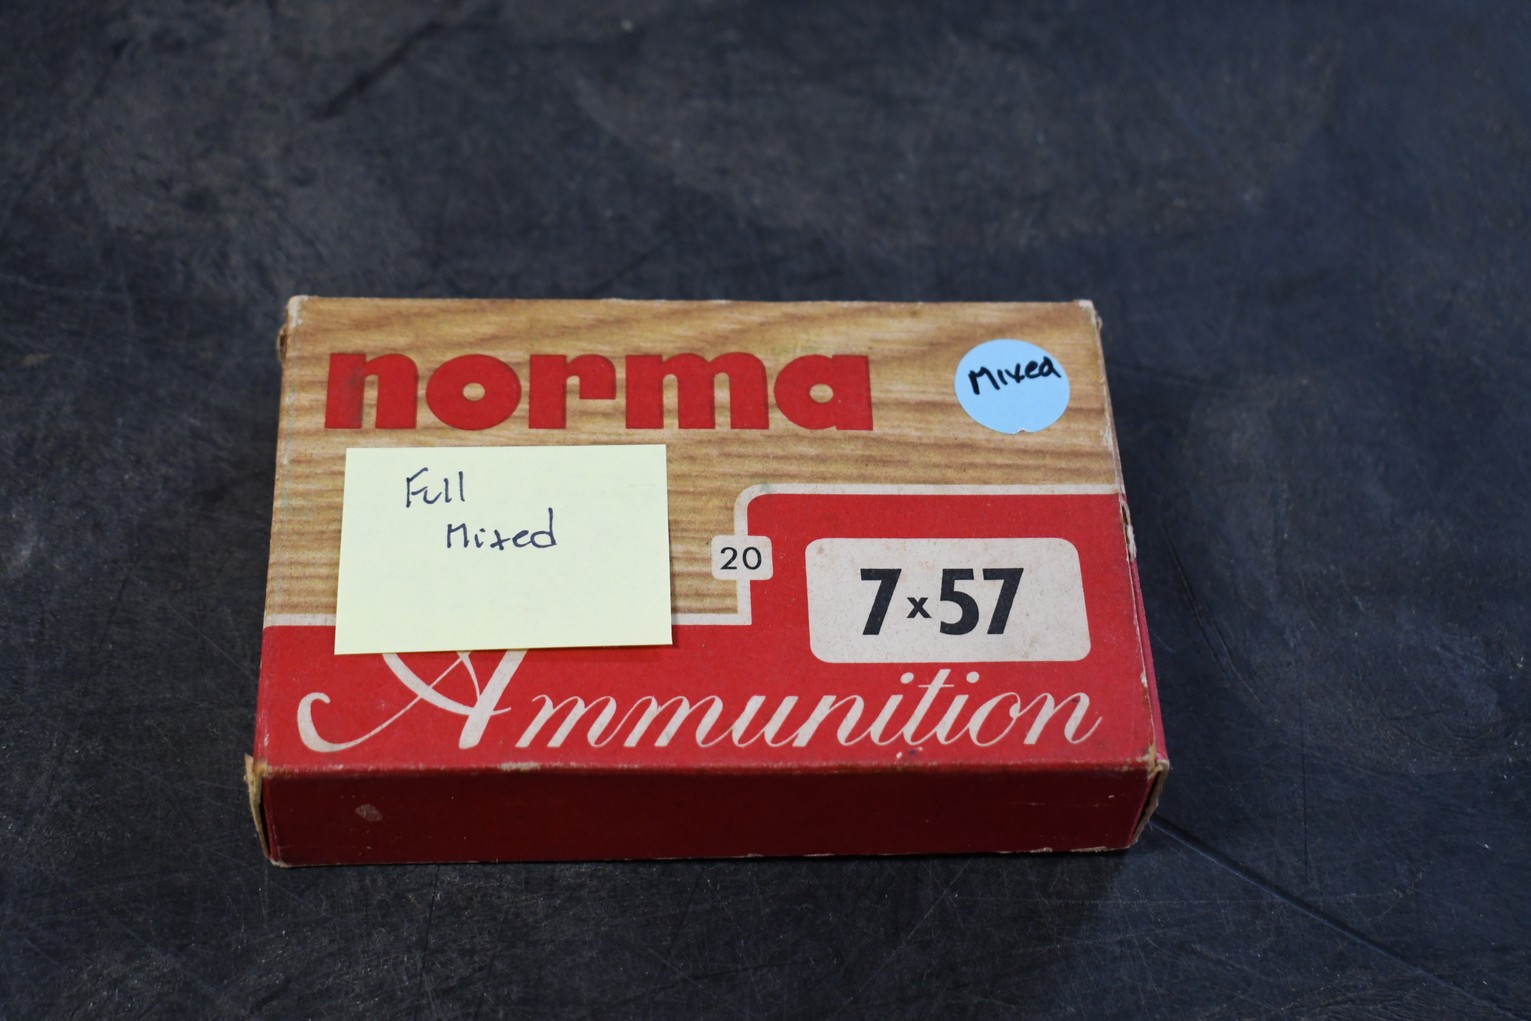 norma
Mixed
Full
Mixed
20
7x57
Ammunition